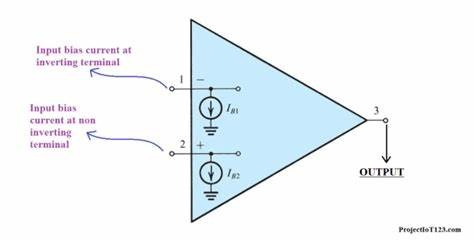 Input bias current at
inverting terminal
1
−
I_B1
Input bias
current at non
inverting
terminal
2
+
I_B2
3
OUTPUT
ProjectIoT123.com